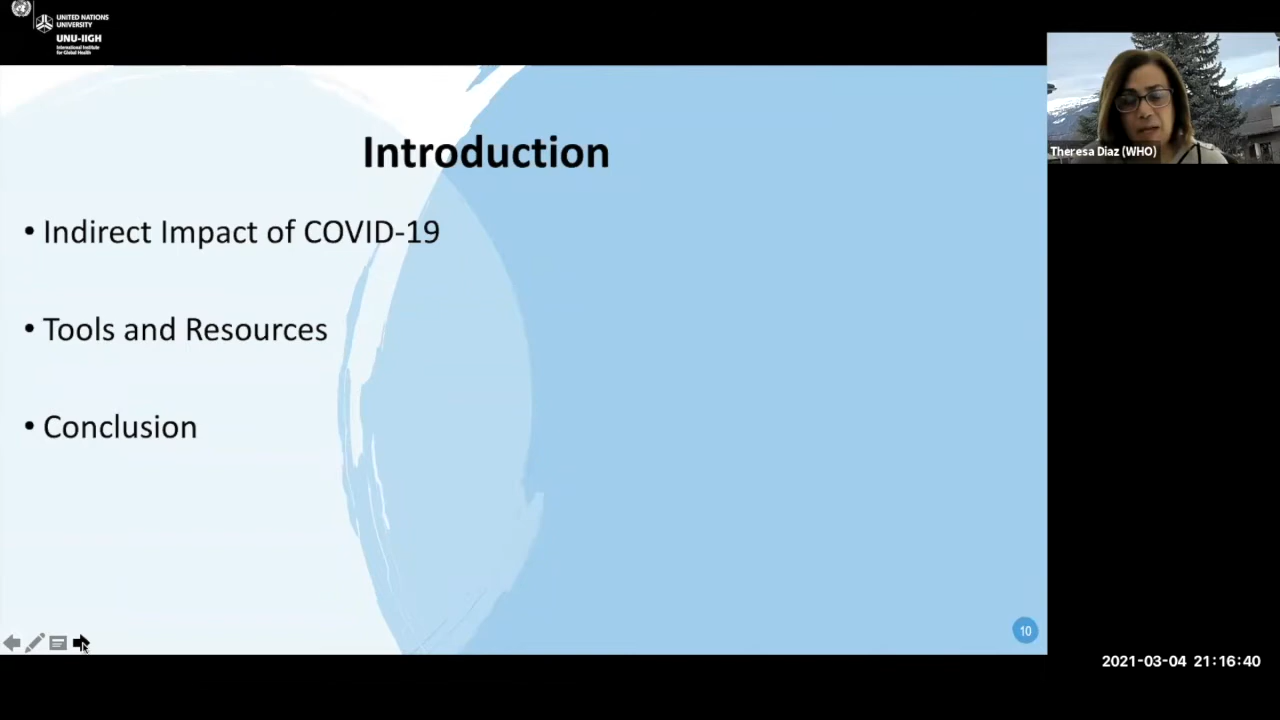 UNITED NATIONS
UNIVERSITY
UNU-IIGH
International Institute
for Global Health
Introduction
• Indirect Impact of COVID-19
• Tools and Resources
• Conclusion
10
Theresa Diaz (WHO)
2021-03-04 21:16:40